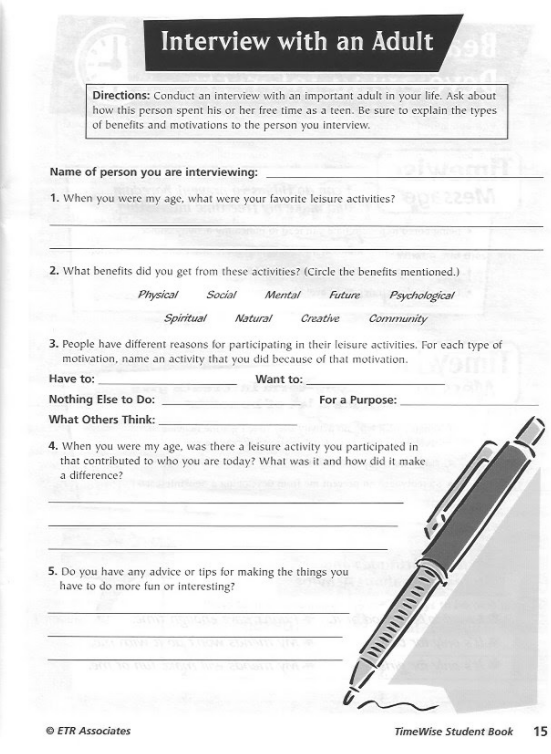 Interview with an Adult
Directions: Conduct an interview with an important adult in your life. Ask about
how this person spent his or her free time as a teen. Be sure to explain the types
of benefits and motivations to the person you interview.
Name of person you are interviewing:
1. When you were my age, what were your favorite leisure activities?
2. What benefits did you get from these activities? (Circle the benefits mentioned.)
Physical Social Mental Future Psychological
Spiritual Natural Creative Community
3. People have different reasons for participating in their leisure activities. For each type of
motivation, name an activity that you did because of that motivation.
Have to: Want to:
Nothing Else to Do: For a Purpose:
What Others Think:
4. When you were my age, was there a leisure activity you participated in
that contributed to who you are today? What was it and how did it make
a difference?
5. Do you have any advice or tips for making the things you
have to do more fun or interesting?
© ETR Associates TimeWise Student Book 15